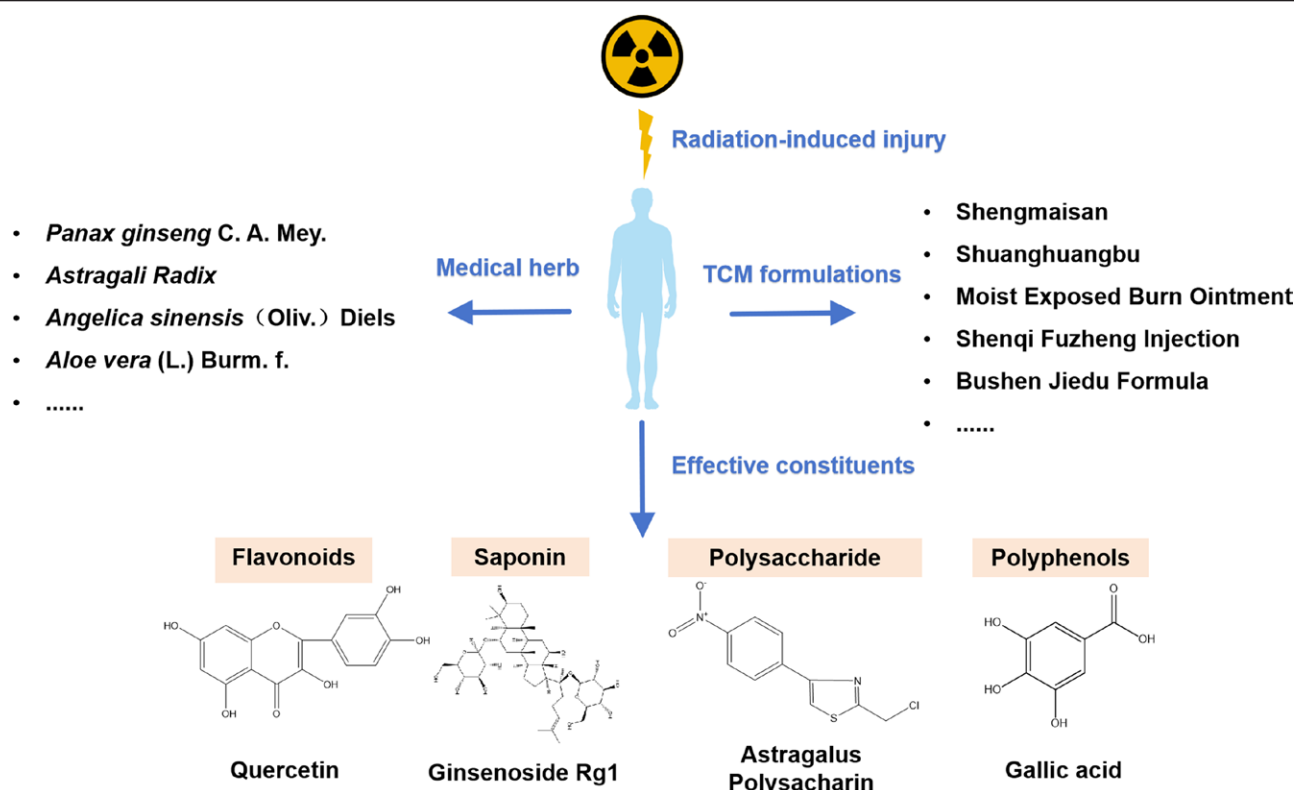 Radiation-induced injury
Medical herb
• Panax ginseng C. A. Mey.
• Astragali Radix
• Angelica sinensis（Oliv.）Diels
• Aloe vera (L.) Burm. f.
• ......
TCM formulations
• Shengmaisan
• Shuanghuangbu
• Moist Exposed Burn Ointment
• Shenqi Fuzheng Injection
• Bushen Jiedu Formula
• ......
Effective constituents
Flavonoids
OH
HO
O
OH
OH
OH
O
Quercetin
Saponin
Ginsenoside Rg1
Polysaccharide
O-
N+
O
N
S
Cl
Astragalus
Polysacharin
Polyphenols
O
HO
OH
HO
OH
Gallic acid